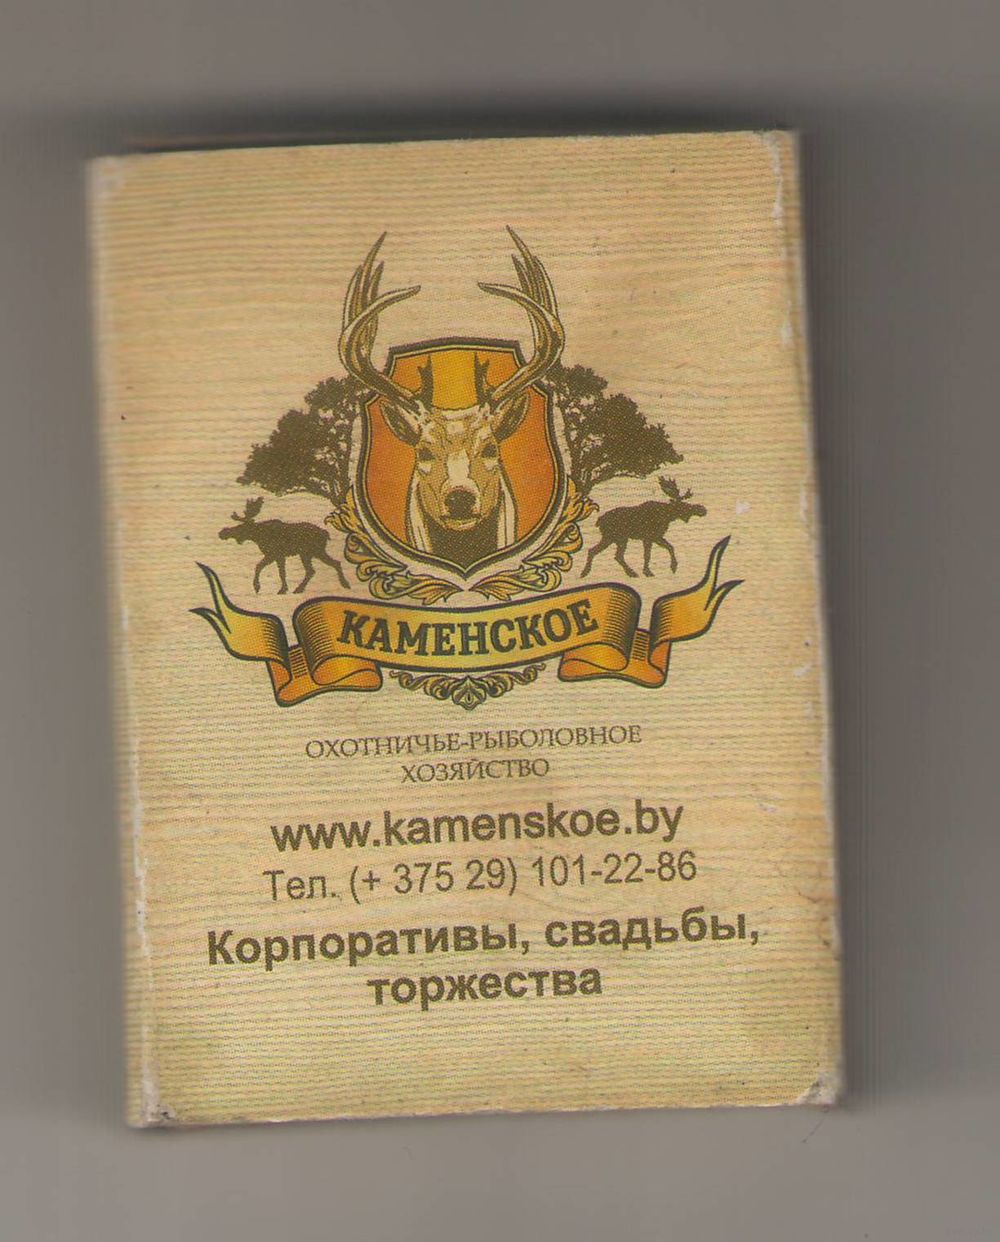 КАМЕНСКОЕ
ОХОТНИЧЬЕ-РЫБОЛОВНОЕ
ХОЗЯЙСТВО
www.kamenskoe.by
Тел. (+ 375 29) 101-22-86
Корпоративы, свадьбы,
торжества